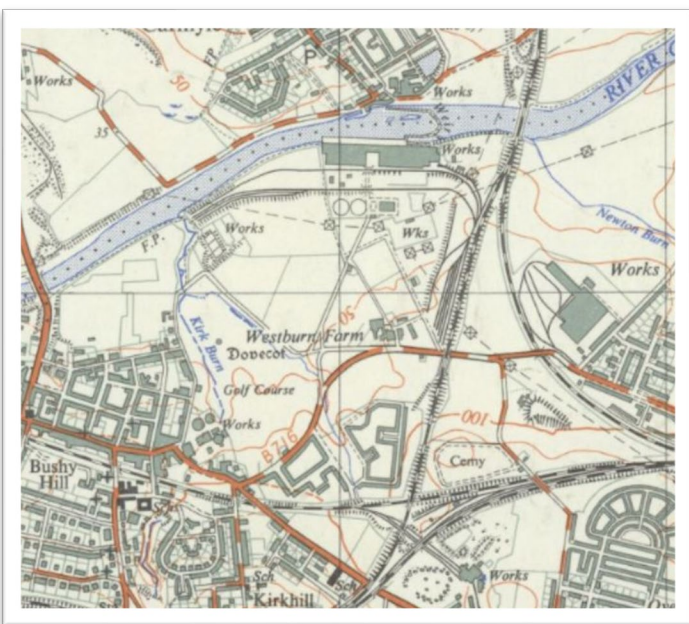 P
F.P.
Works
50
35
Works
RIVER
Works
Works
Wks
F.P.
Newton Burn
Works
50
Westburn Farm
Dovecot
Kirk Burn
Golf Course
Works
B 719
100
Cemy
Bushy
Hill
Works
Sch
Sch
Kirkhill